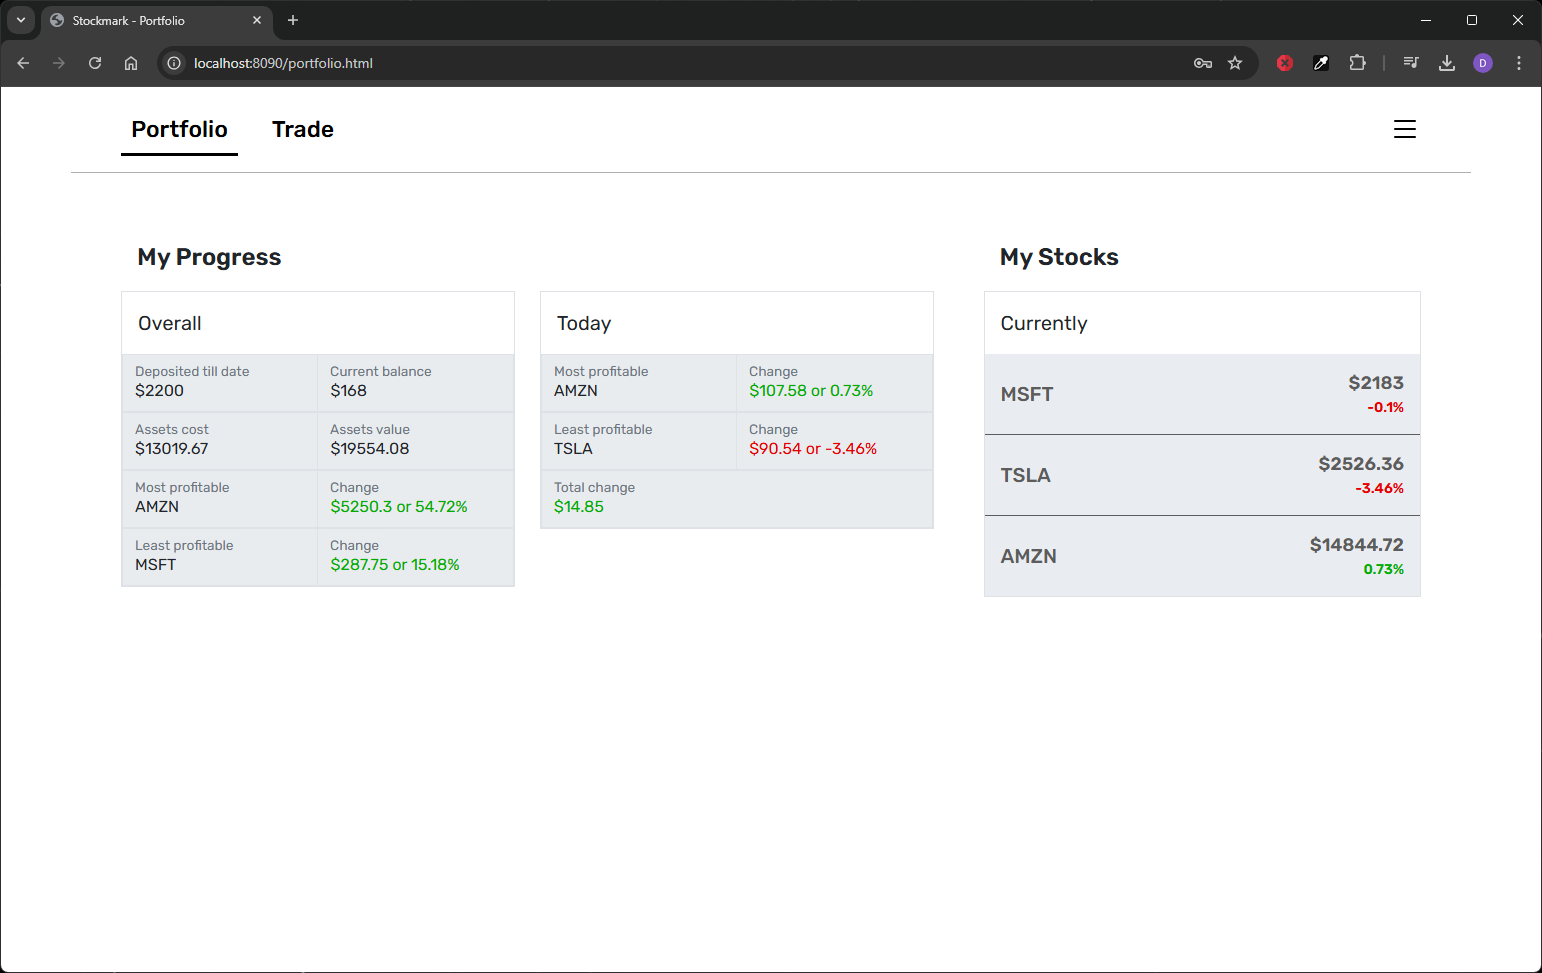 Stockmark - Portfolio
localhost:8090/portfolio.html
D
Portfolio
Trade
My Progress
Overall
Deposited till date
$2200
Current balance
$168
Assets cost
$13019.67
Assets value
$19554.08
Most profitable
AMZN
Change
$5250.3 or 54.72%
Least profitable
MSFT
Change
$287.75 or 15.18%
Today
Most profitable
AMZN
Change
$107.58 or 0.73%
Least profitable
TSLA
Change
$90.54 or -3.46%
Total change
$14.85
My Stocks
Currently
MSFT
$2183
-0.1%
TSLA
$2526.36
-3.46%
AMZN
$14844.72
0.73%